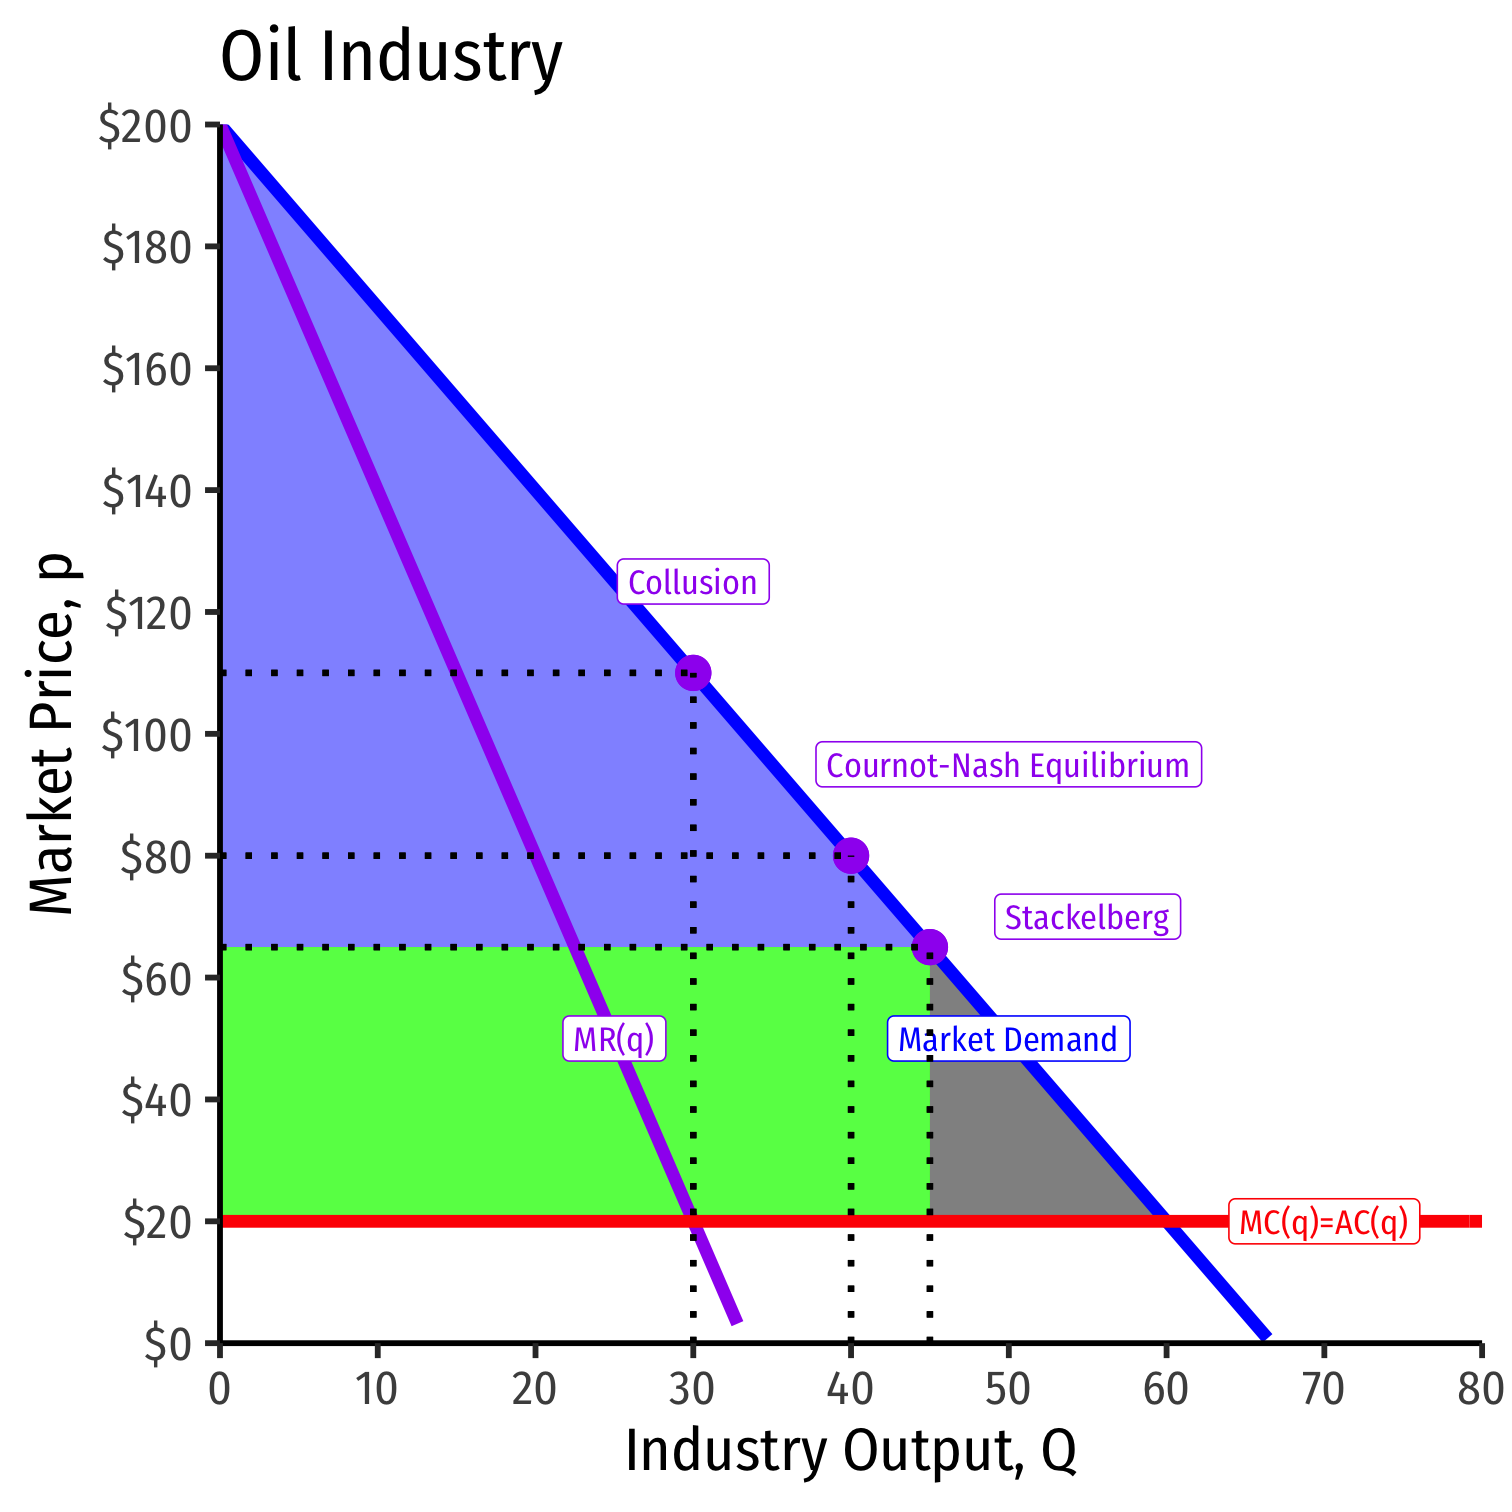 Oil Industry
$200
$180
$160
$140
$120
$100
$80
$60
$40
$20
$0
Market Price, p
Collusion
Cournot-Nash Equilibrium
Stackelberg
MR(q)
Market Demand
MC(q)=AC(q)
0 10 20 30 40 50 60 70 80
Industry Output, Q